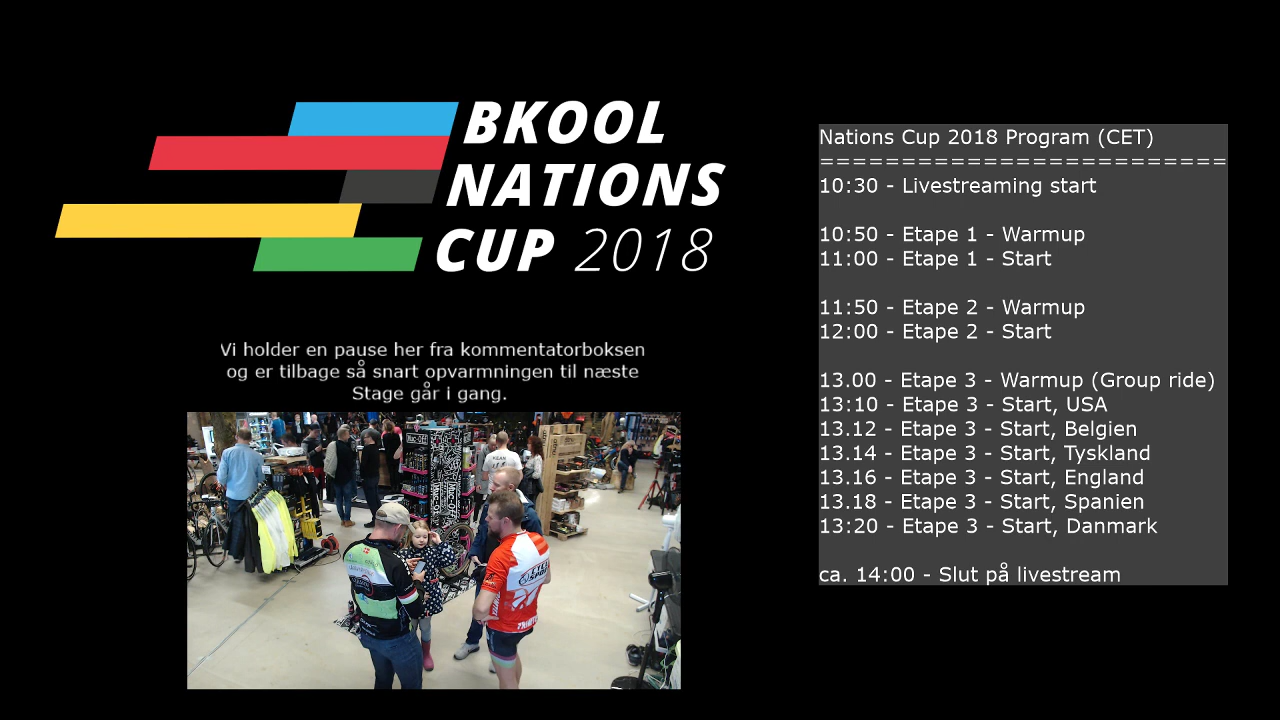 BKOOL
NATIONS
CUP 2018
Vi holder en pause her fra kommentatorboksen
og er tilbage så snart opvarmningen til næste
Stage går i gang.
Nations Cup 2018 Program (CET)
=========================
10:30 - Livestreaming start
10:50 - Etape 1 - Warmup
11:00 - Etape 1 - Start
11:50 - Etape 2 - Warmup
12:00 - Etape 2 - Start
13.00 - Etape 3 - Warmup (Group ride)
13:10 - Etape 3 - Start, USA
13.12 - Etape 3 - Start, Belgien
13.14 - Etape 3 - Start, Tyskland
13.16 - Etape 3 - Start, England
13.18 - Etape 3 - Start, Spanien
13:20 - Etape 3 - Start, Danmark
ca. 14:00 - Slut på livestream